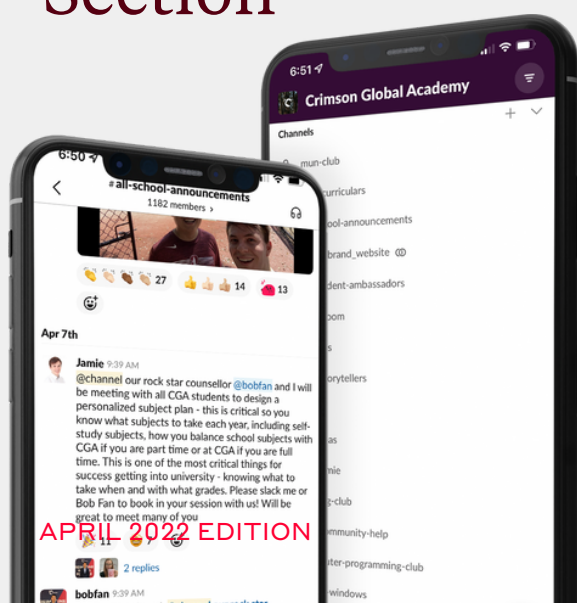 Section
6:51
Crimson Global Academy
Channels
mun-club
urriculars
ool-announcements
brand_website
dent-ambassadors
oom
s
orytellers
as
mie
g-club
mmunity-help
ter-programming-club
windows
6:50
#all-school-announcements
1182 members >
27 14 13
Apr 7th
Jamie 9:39 AM
@channel our rock star counsellor @bobfan and I will
be meeting with all CGA students to design a
personalized subject plan - this is critical so you
know what subjects to take each year, including self-
study subjects, how you balance school subjects with
CGA if you are part time or at CGA if you are full
time. This is one of the most critical things for
success getting into university - knowing what to
take when and with what grades. Please slack me or
Bob Fan to book in your session with us! Will be
great to meet many of you
APRIL 2022 EDITION
11 7
2 replies
bobfan 9:39 AM